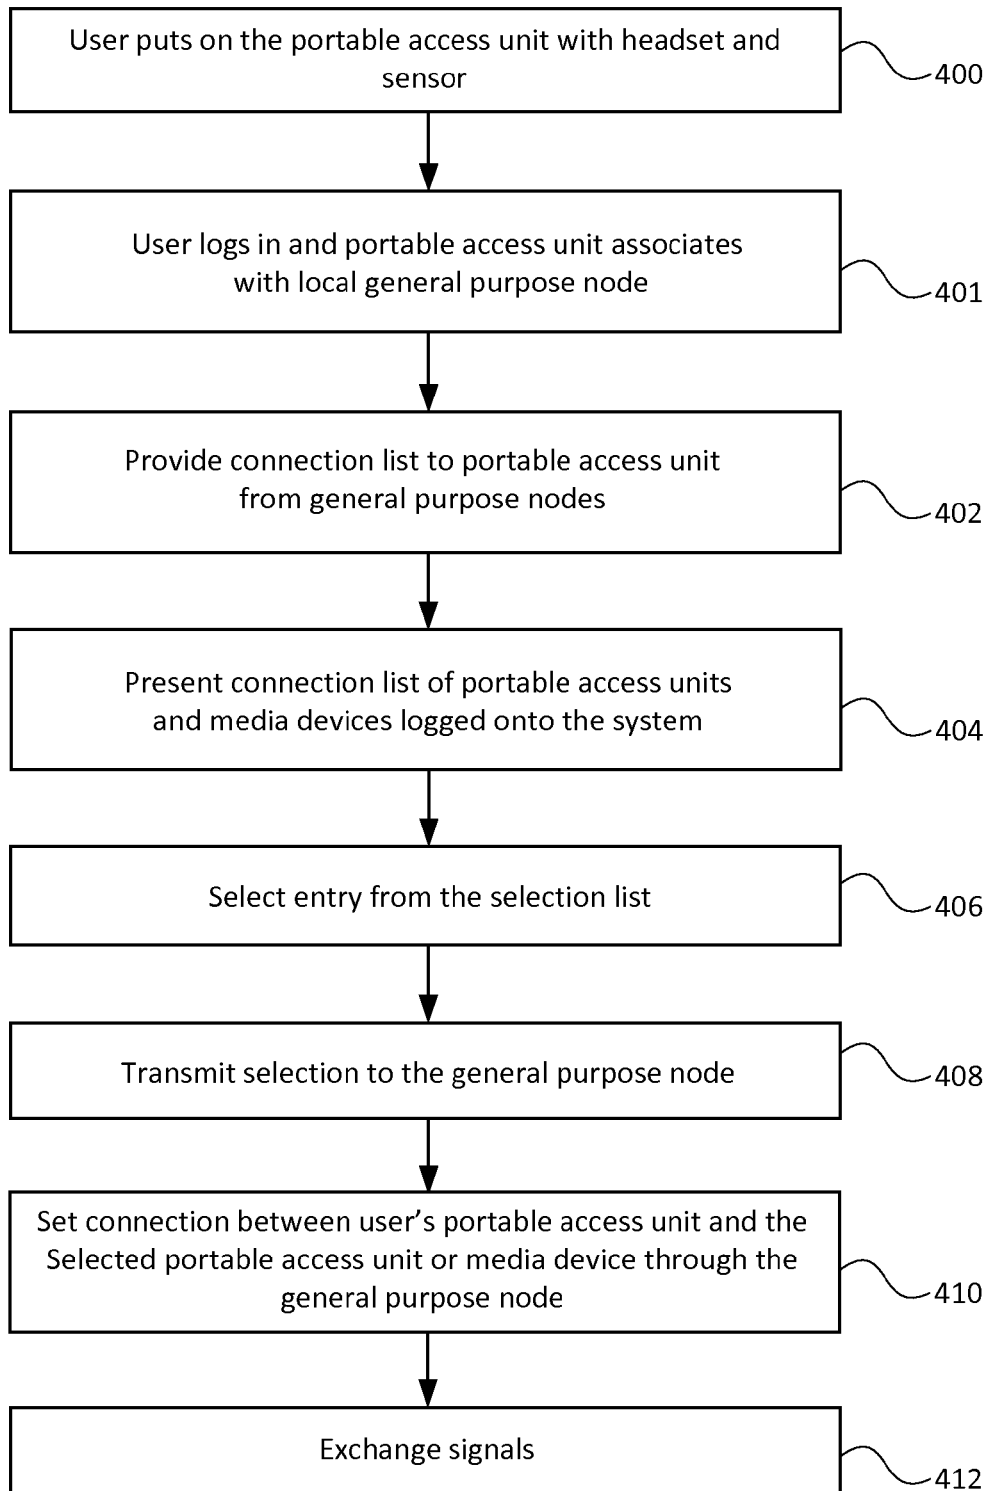 User puts on the portable access unit with headset and
sensor
400
User logs in and portable access unit associates
with local general purpose node
401
Provide connection list to portable access unit
from general purpose nodes
402
Present connection list of portable access units
and media devices logged onto the system
404
Select entry from the selection list
406
Transmit selection to the general purpose node
408
Set connection between user’s portable access unit and the
Selected portable access unit or media device through the
general purpose node
410
Exchange signals
412